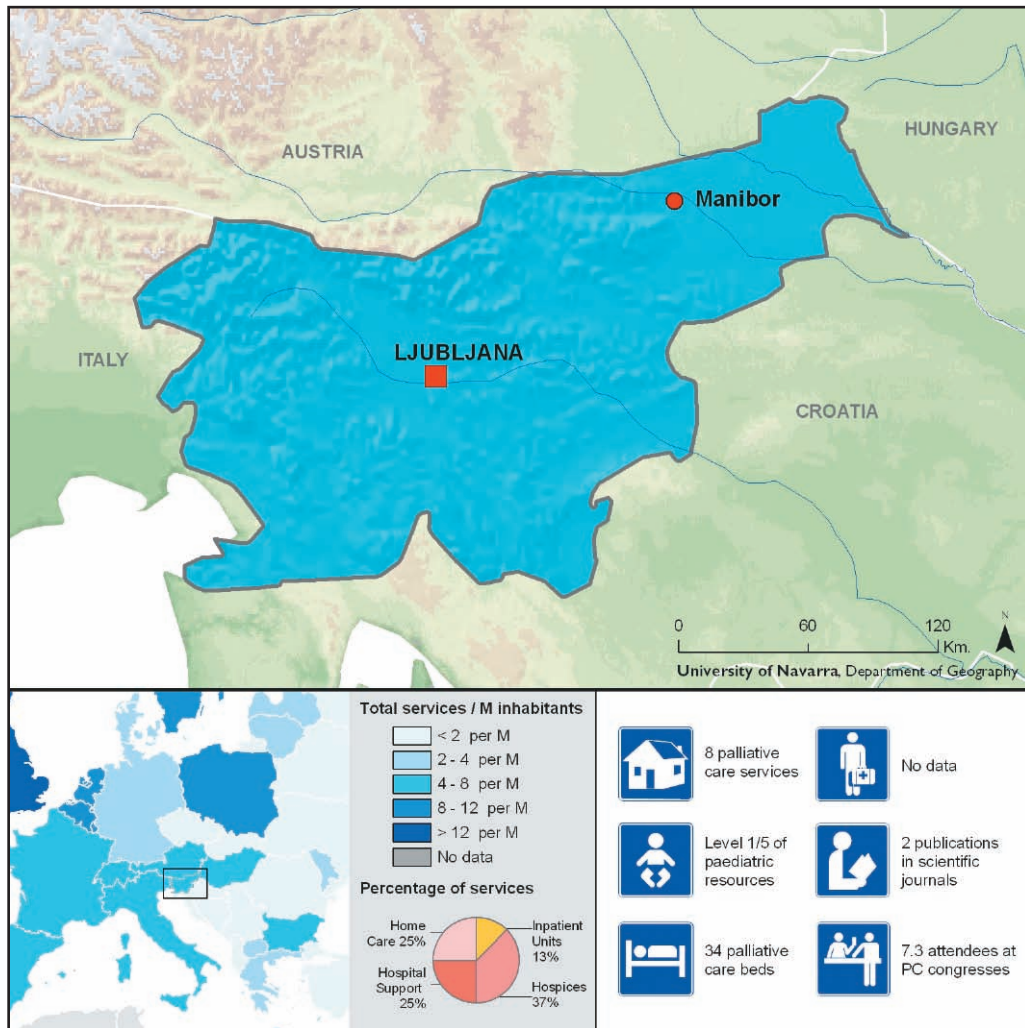 AUSTRIA
HUNGARY
Manibor
ITALY
LJUBLJANA
CROATIA
0 60 120
Km.
N
University of Navarra, Department of Geography
Total services / M inhabitants
< 2 per M
2 - 4 per M
4 - 8 per M
8 - 12 per M
> 12 per M
No data
Percentage of services
Home
Care 25%
Inpatient
Units
13%
Hospital
Support
25%
Hospices
37%
8 palliative
care services
No data
Level 1/5 of
paediatric
resources
2 publications
in scientific
journals
34 palliative
care beds
7.3 attendees at
PC congresses